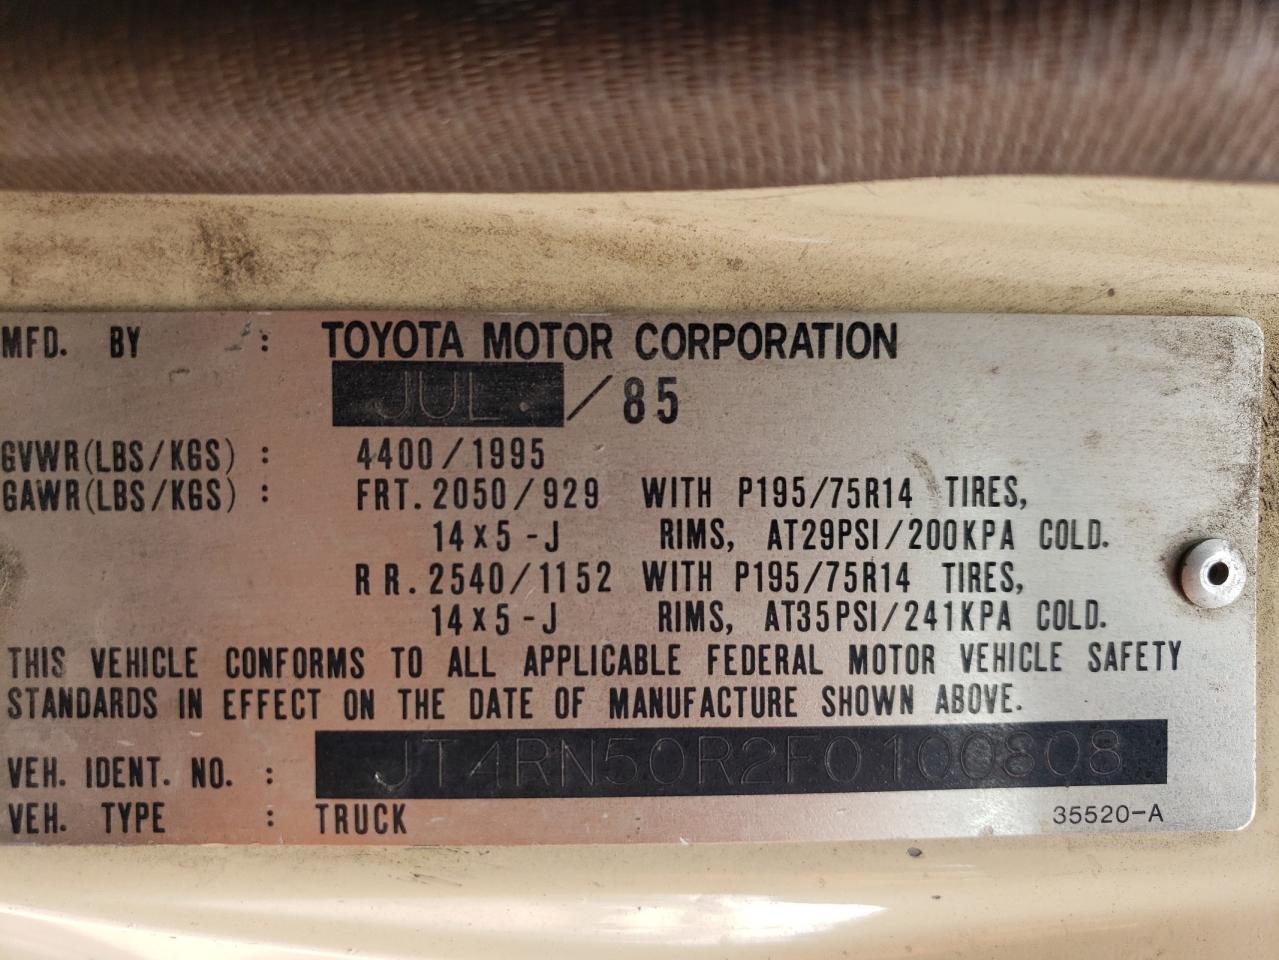 MFD. BY : TOYOTA MOTOR CORPORATION
JUL. /85
GVWR(LBS/KGS) : 4400/1995
GAWR(LBS/KGS) : FRT. 2050/929 WITH P195/75R14 TIRES,
14x5-J RIMS, AT29PSI/200KPA COLD.
RR. 2540/1152 WITH P195/75R14 TIRES,
14x5-J RIMS, AT35PSI/241KPA COLD.
THIS VEHICLE CONFORMS TO ALL APPLICABLE FEDERAL MOTOR VEHICLE SAFETY
STANDARDS IN EFFECT ON THE DATE OF MANUFACTURE SHOWN ABOVE.
VEH. IDENT. NO. : JT4RN50R2F0100808
VEH. TYPE : TRUCK
35520-A